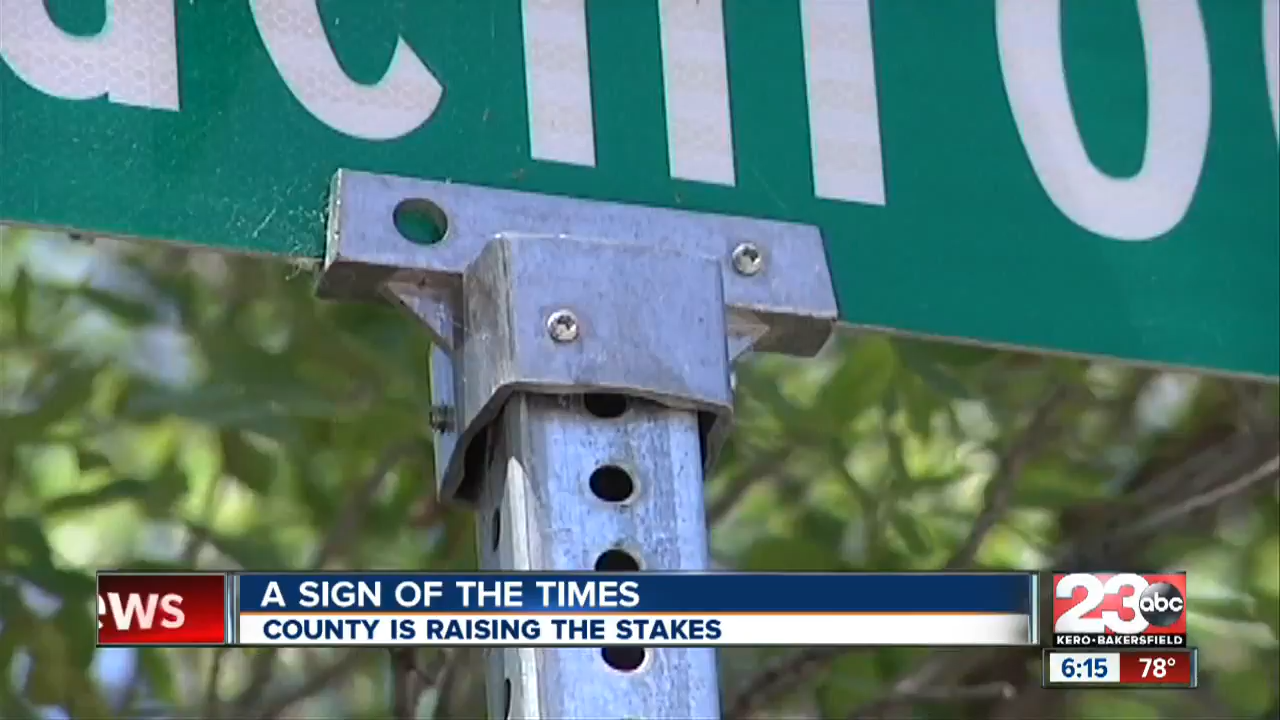 ews
A SIGN OF THE TIMES
COUNTY IS RAISING THE STAKES
23 abc
KERO·BAKERSFIELD
6:15 78°